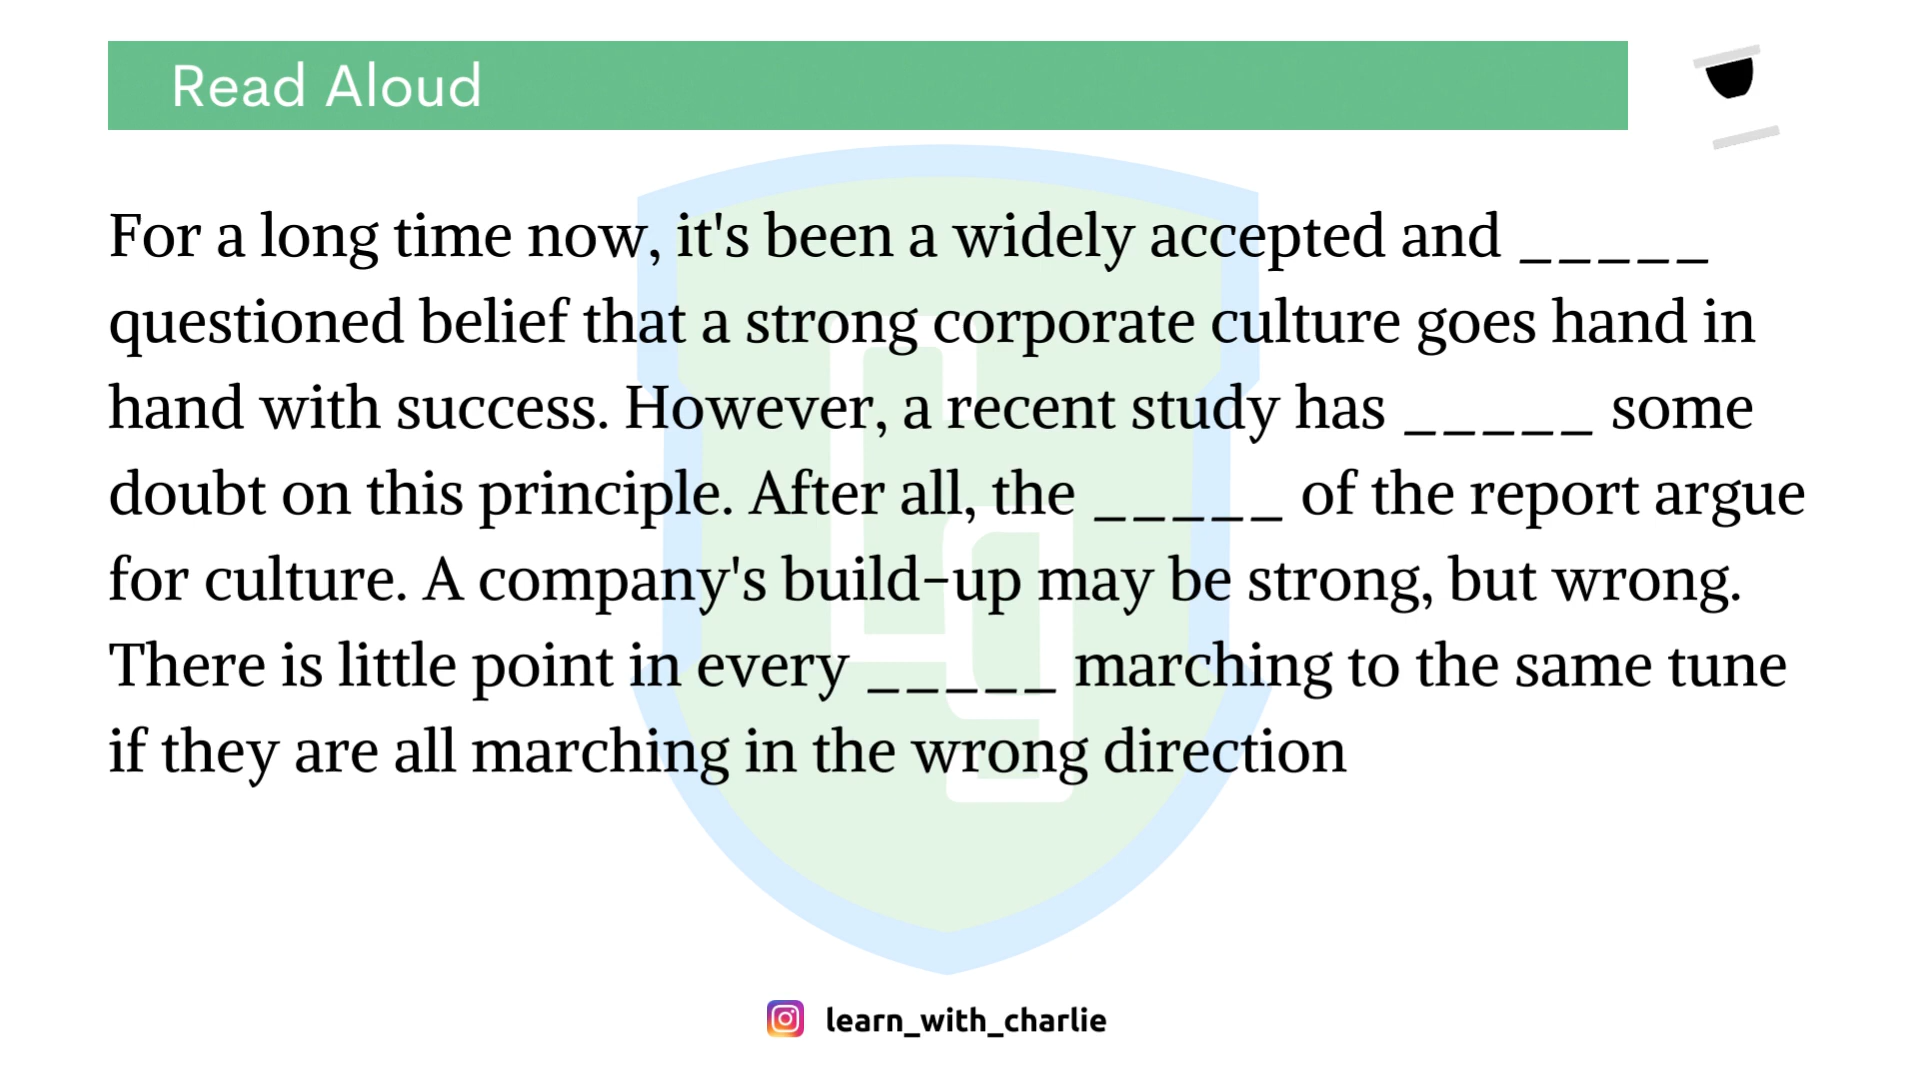 Read Aloud
For a long time now, it's been a widely accepted and _____
questioned belief that a strong corporate culture goes hand in
hand with success. However, a recent study has _____ some
doubt on this principle. After all, the _____ of the report argue
for culture. A company's build-up may be strong, but wrong.
There is little point in every _____ marching to the same tune
if they are all marching in the wrong direction
learn_with_charlie